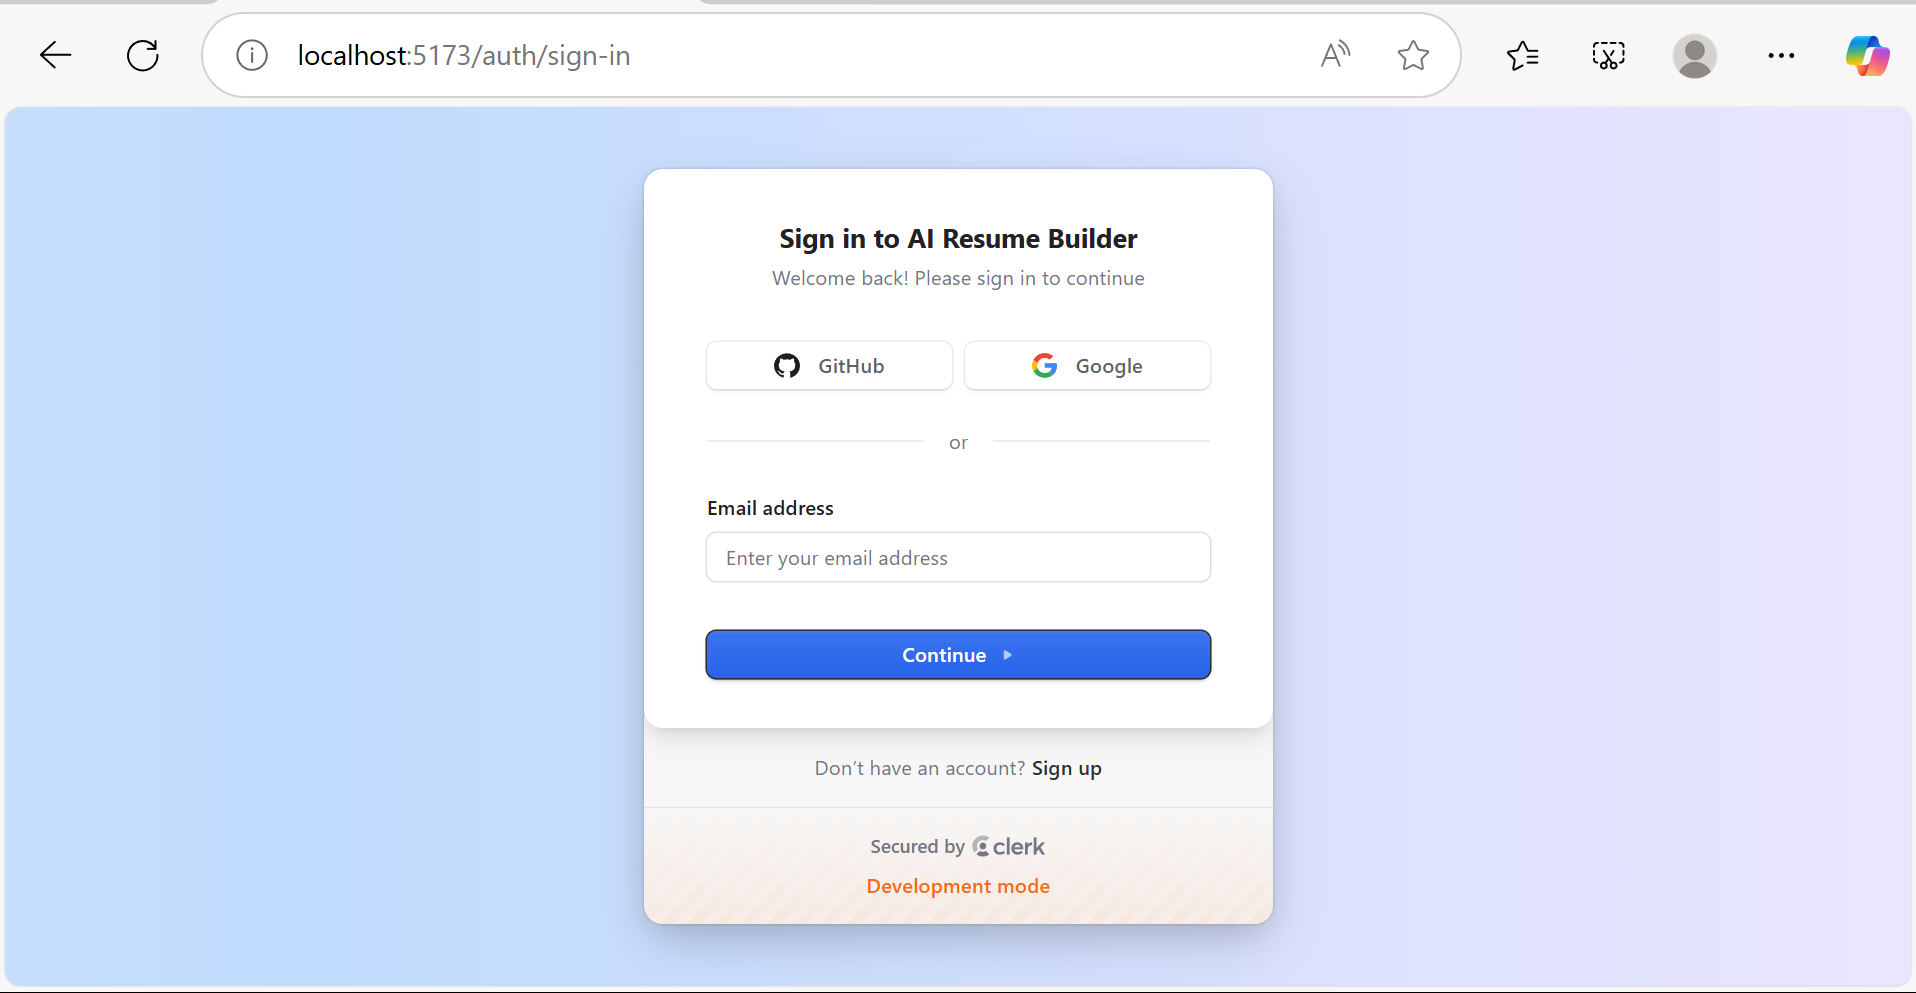 localhost:5173/auth/sign-in
Sign in to AI Resume Builder
Welcome back! Please sign in to continue
GitHub
Google
or
Email address
Enter your email address
Continue
Don’t have an account? Sign up
Secured by clerk
Development mode